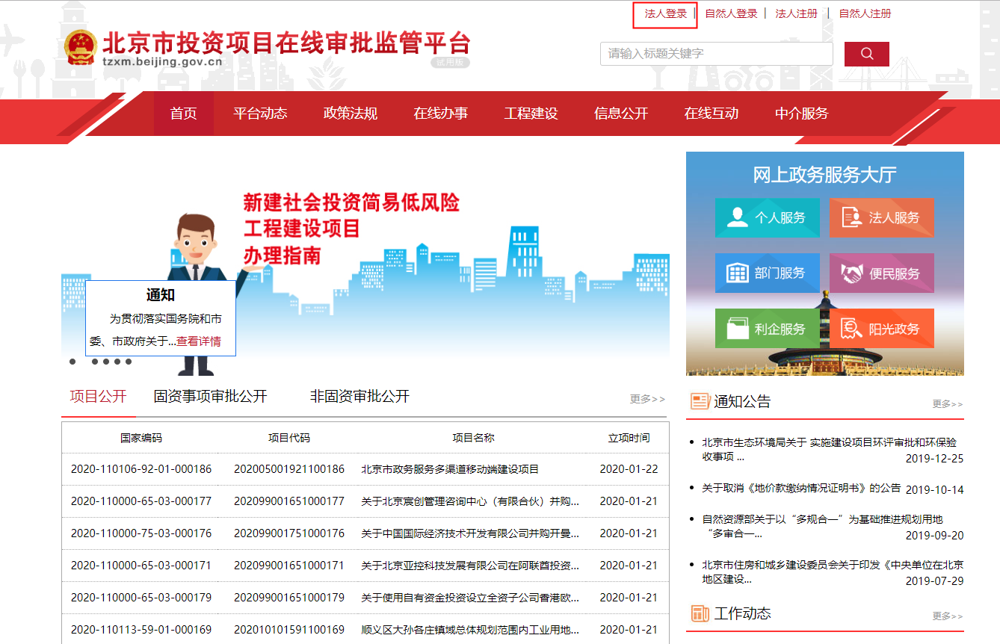 法人登录 | 自然人登录 | 法人注册 | 自然人注册
北京市投资项目在线审批监管平台
tzxm.beijing.gov.cn
试用版
请输入标题关键字
首页 平台动态 政策法规 在线办事 工程建设 信息公开 在线互动 中介服务
新建社会投资简易低风险
工程建设项目
办理指南
通知
为贯彻落实国务院和市
委、市政府关于...查看详情
网上政务服务大厅
个人服务 法人服务
部门服务 便民服务
利企服务 阳光政务
项目公开 固资事项审批公开 非固资审批公开 更多>>
国家编码 项目代码 项目名称 立项时间
2020-110106-92-01-000186 202005001921100186 北京市政务服务多渠道移动端建设项目 2020-01-22
2020-110000-65-03-000177 202099001651000177 关于北京宸创管理咨询中心（有限合伙）并购... 2020-01-21
2020-110000-75-03-000176 202099001751000176 关于中国国际经济技术开发有限公司并购开曼... 2020-01-21
2020-110000-65-03-000171 202099001651000171 关于北京亚控科技发展有限公司在阿联酋投资... 2020-01-21
2020-110000-65-03-000179 202099001651000179 关于使用自有资金投资设立全资子公司香港欧... 2020-01-21
2020-110113-59-01-000169 202010101591100169 顺义区大孙各庄镇域总体规划范围内工业用地... 2020-01-21
通知公告 更多>>
北京市生态环境局关于 实施建设项目环评审批和环保验
收事项 ... 2019-12-25
关于取消《地价款缴纳情况证明书》的公告 2019-10-14
自然资源部关于以“多规合一”为基础推进规划用地
“多审合一... 2019-09-20
北京市住房和城乡建设委员会关于印发《中央单位在北京
地区建设... 2019-07-29
工作动态 更多>>